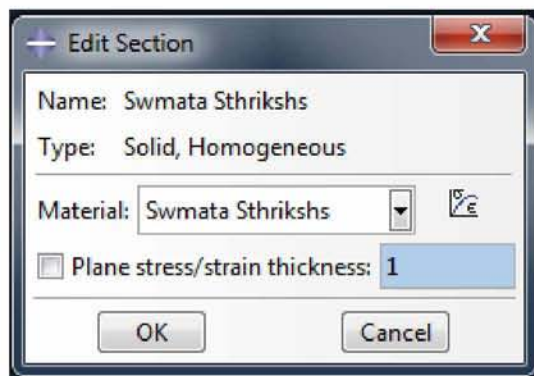 Edit Section
Name: Swmata Sthrikshs
Type: Solid, Homogeneous
Material: Swmata Sthrikshs
Plane stress/strain thickness: 1
OK Cancel